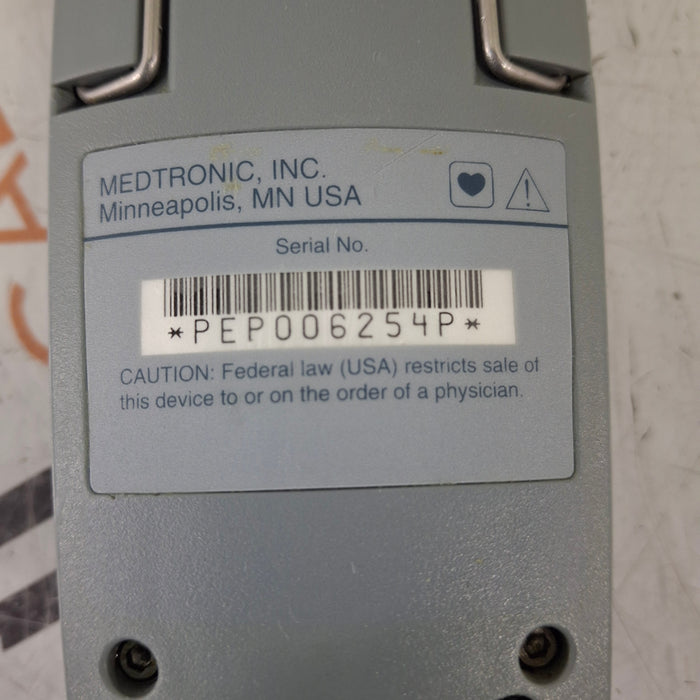 MEDTRONIC, INC.
Minneapolis, MN USA
Serial No.
*PEP006254P*
CAUTION: Federal law (USA) restricts sale of
this device to or on the order of a physician.